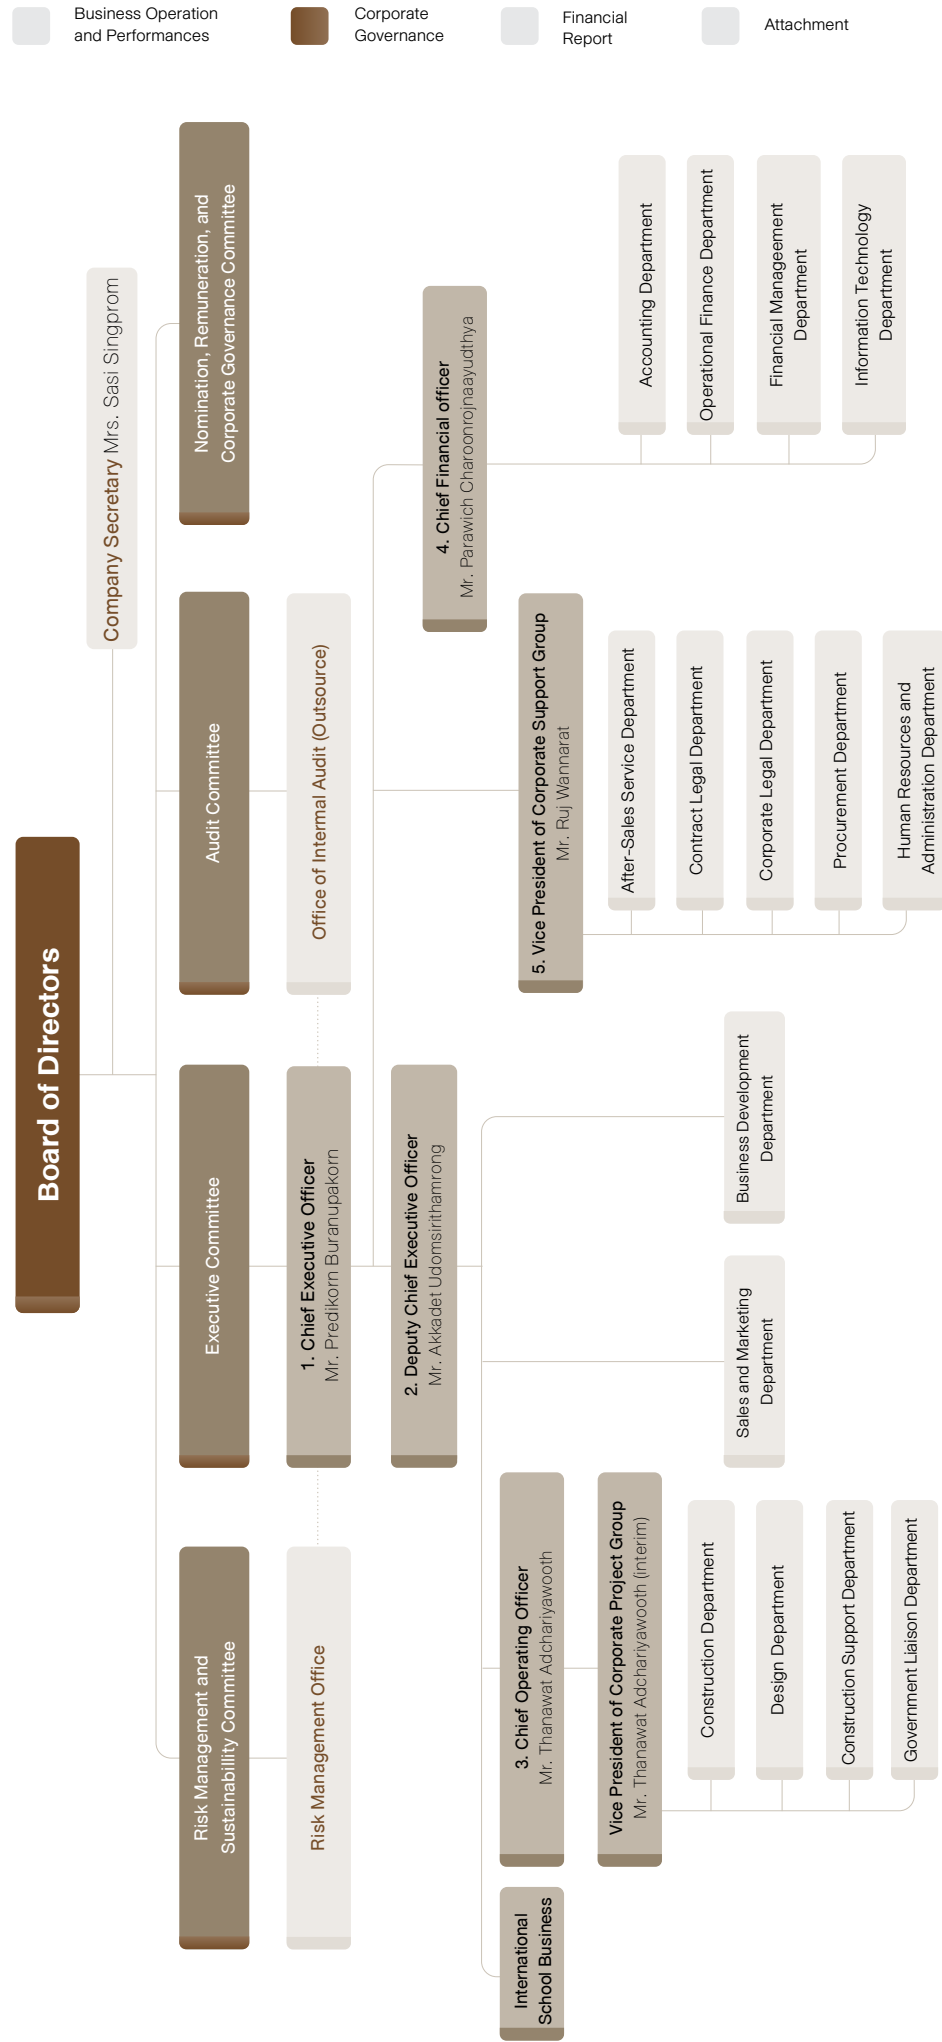 Business Operation
and Performances
Corporate
Governance
Financial
Report
Attachment
Board of Directors
Company Secretary Mrs. Sasi Singprom
Risk Management and
Sustainabillity Committee
Executive Committee
Audit Committee
Nomination, Remuneration, and
Corporate Governance Committee
Risk Management Office
1. Chief Executive Officer
Mr. Predikorn Buranupakorn
Office of Internal Audit (Outsource)
2. Deputy Chief Executive Officer
Mr. Akkadet Udomsirithamrong
4. Chief Financial officer
Mr. Parawich Charoonrojnaayudthya
International
School Business
3. Chief Operating Officer
Mr. Thanawat Adchariyawooth
Vice President of Corporate Project Group
Mr. Thanawat Adchariyawooth (interim)
Construction Department
Design Department
Construction Support Department
Government Liaison Department
Sales and Marketing
Department
Business Development
Department
5. Vice President of Corporate Support Group
Mr. Ruj Wannarat
After-Sales Service Department
Contract Legal Department
Corporate Legal Department
Procurement Department
Human Resources and
Administration Department
Accounting Department
Operational Finance Department
Financial Manageement
Department
Information Technology
Department